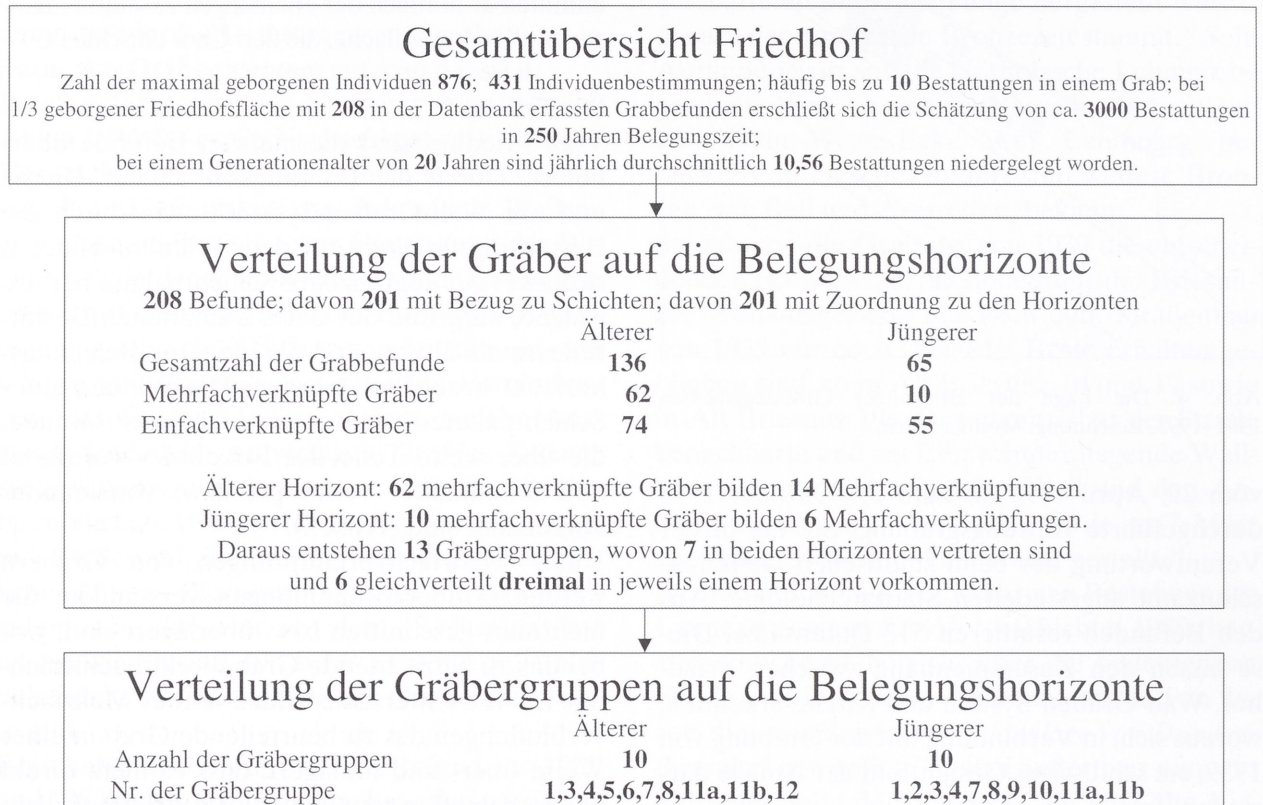 Gesamtübersicht Friedhof
Zahl der maximal geborgenen Individuen 876; 431 Individuenbestimmungen; häufig bis zu 10 Bestattungen in einem Grab; bei
1/3 geborgener Friedhofsfläche mit 208 in der Datenbank erfassten Grabbefunden erschließt sich die Schätzung von ca. 3000 Bestattungen
in 250 Jahren Belegungszeit;
bei einem Generationenalter von 20 Jahren sind jährlich durchschnittlich 10,56 Bestattungen niedergelegt worden.
Verteilung der Gräber auf die Belegungshorizonte
208 Befunde; davon 201 mit Bezug zu Schichten; davon 201 mit Zuordnung zu den Horizonten
Älterer Jüngerer
Gesamtzahl der Grabbefunde 136 65
Mehrfachverknüpfte Gräber 62 10
Einfachverknüpfte Gräber 74 55
Älterer Horizont: 62 mehrfachverknüpfte Gräber bilden 14 Mehrfachverknüpfungen.
Jüngerer Horizont: 10 mehrfachverknüpfte Gräber bilden 6 Mehrfachverknüpfungen.
Daraus entstehen 13 Gräbergruppen, wovon 7 in beiden Horizonten vertreten sind
und 6 gleichverteilt dreimal in jeweils einem Horizont vorkommen.
Verteilung der Gräbergruppen auf die Belegungshorizonte
Älterer Jüngerer
Anzahl der Gräbergruppen 10 10
Nr. der Gräbergruppe 1,3,4,5,6,7,8,11a,11b,12 1,2,3,4,7,8,9,10,11a,11b